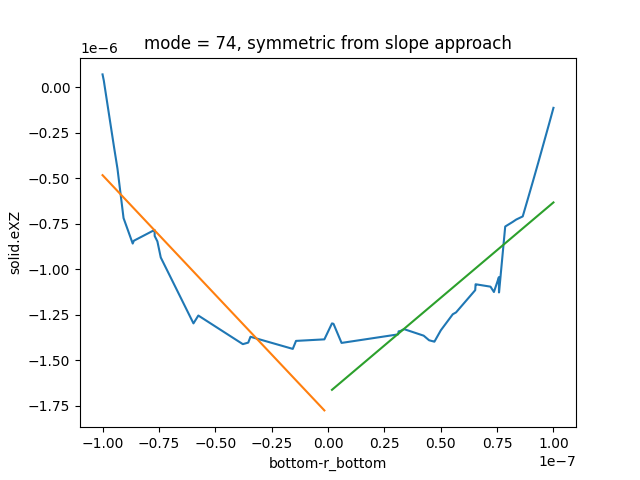 mode = 74, symmetric from slope approach
1e−6
0.00
−0.25
−0.50
−0.75
−1.00
−1.25
−1.50
−1.75
solid.eXZ
−1.00 −0.75 −0.50 −0.25 0.00 0.25 0.50 0.75 1.00
bottom-r_bottom
1e−7